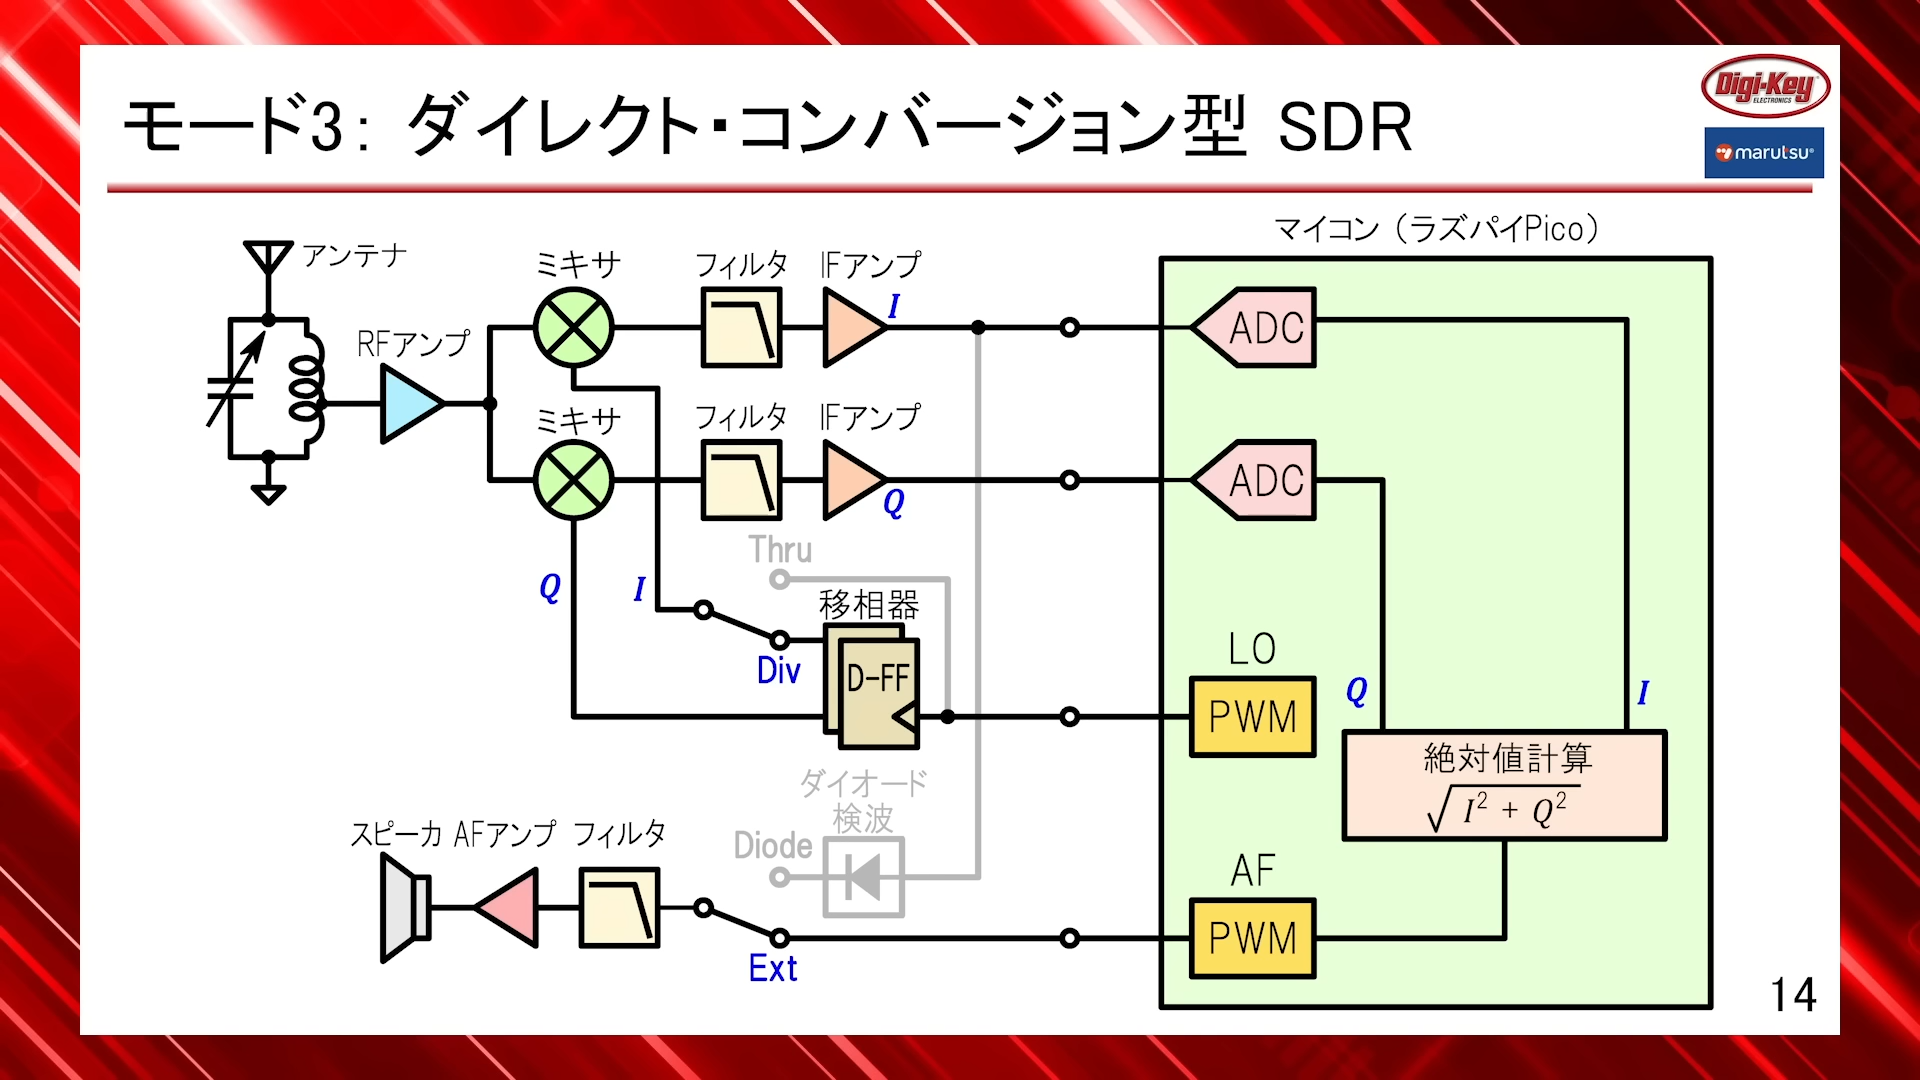 モード3: ダイレクト・コンバージョン型 SDR
Digi-Key
ELECTRONICS
marutsu
マイコン（ラズパイPico）
アンテナ
ミキサ
フィルタ
IFアンプ
I
ADC
RFアンプ
ミキサ
フィルタ
IFアンプ
Q
ADC
Thru
Q
I
移相器
Div
D-FF
LO
PWM
Q
I
絶対値計算
√I² + Q²
ダイオード
検波
Diode
スピーカ
AFアンプ
フィルタ
AF
PWM
Ext
14